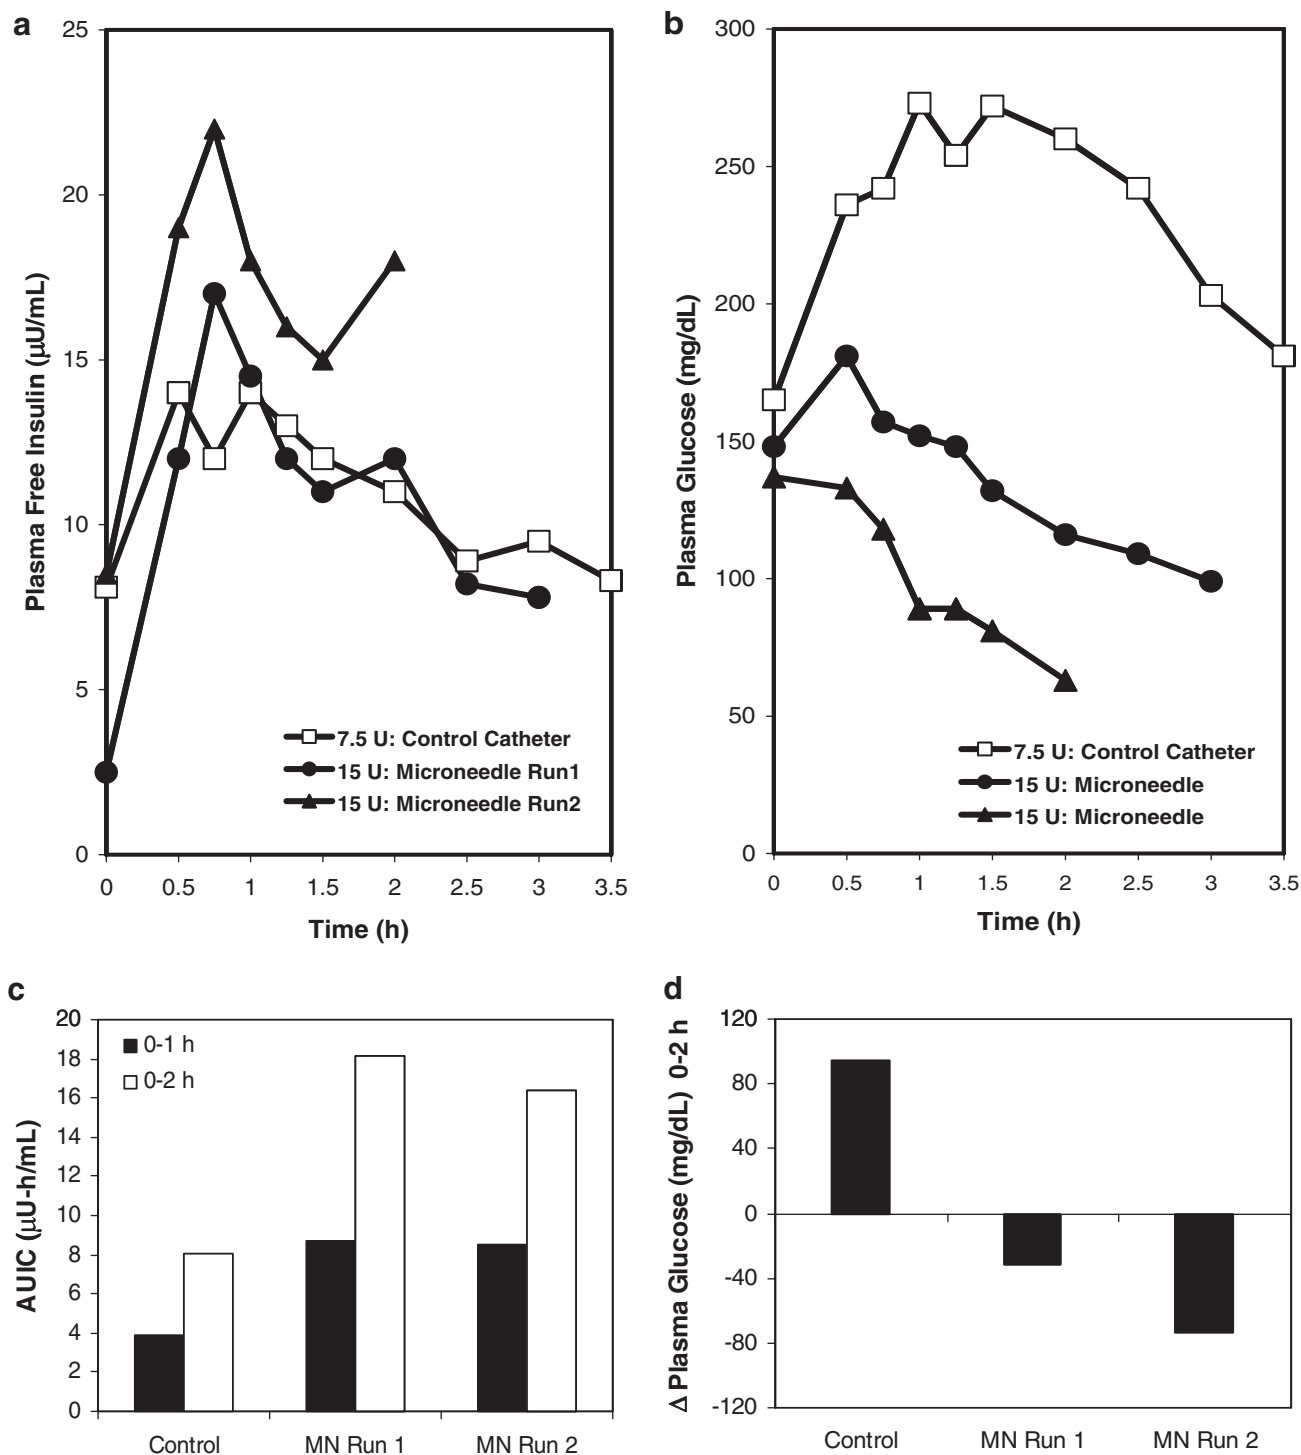 a
25
20
15
10
5
0
Plasma Free Insulin (μU/mL)
7.5 U: Control Catheter
15 U: Microneedle Run1
15 U: Microneedle Run2
0 0.5 1 1.5 2 2.5 3 3.5
Time (h)
b
300
250
200
150
100
50
0
Plasma Glucose (mg/dL)
7.5 U: Control Catheter
15 U: Microneedle
15 U: Microneedle
0 0.5 1 1.5 2 2.5 3 3.5
Time (h)
c
20
18
16
14
12
10
8
6
4
2
0
AUIC (μU-h/mL)
0-1 h
0-2 h
Control MN Run 1 MN Run 2
d
120
80
40
0
-40
-80
-120
Δ Plasma Glucose (mg/dL) 0-2 h
Control MN Run 1 MN Run 2